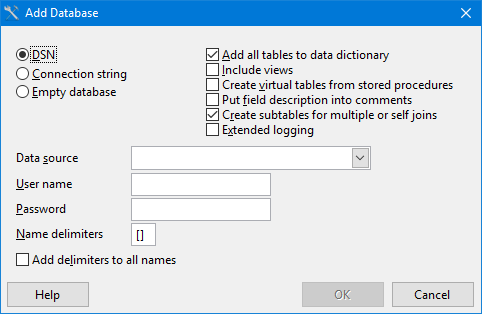 Add Database
DSN
Connection string
Empty database
Add all tables to data dictionary
Include views
Create virtual tables from stored procedures
Put field description into comments
Create subtables for multiple or self joins
Extended logging
Data source
User name
Password
Name delimiters []
Add delimiters to all names
Help OK Cancel